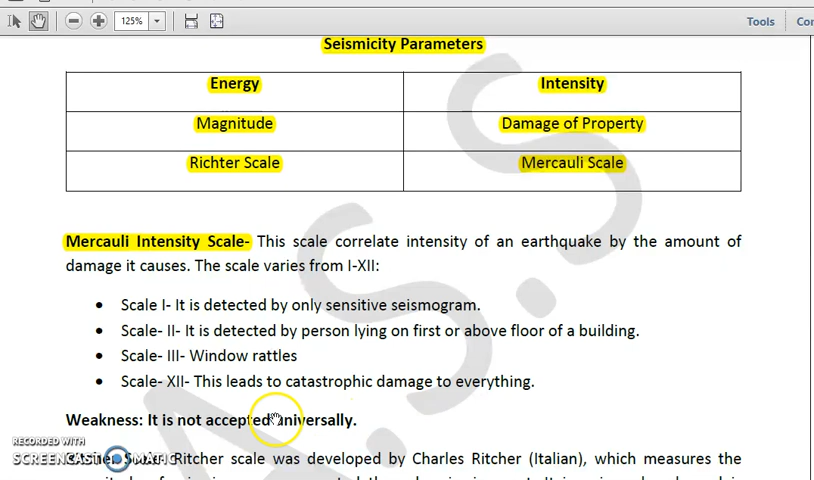 125%
Tools
Seismicity Parameters
Energy
Intensity
Magnitude
Damage of Property
Richter Scale
Mercauli Scale
Mercauli Intensity Scale- This scale correlate intensity of an earthquake by the amount of
damage it causes. The scale varies from I-XII:
• Scale I- It is detected by only sensitive seismogram.
• Scale- II- It is detected by person lying on first or above floor of a building.
• Scale- III- Window rattles
• Scale- XII- This leads to catastrophic damage to everything.
Weakness: It is not accepted universally.
RECORDED WITH
SCREENCAST MATIC
Ritcher scale was developed by Charles Ritcher (Italian), which measures the
A.S.S